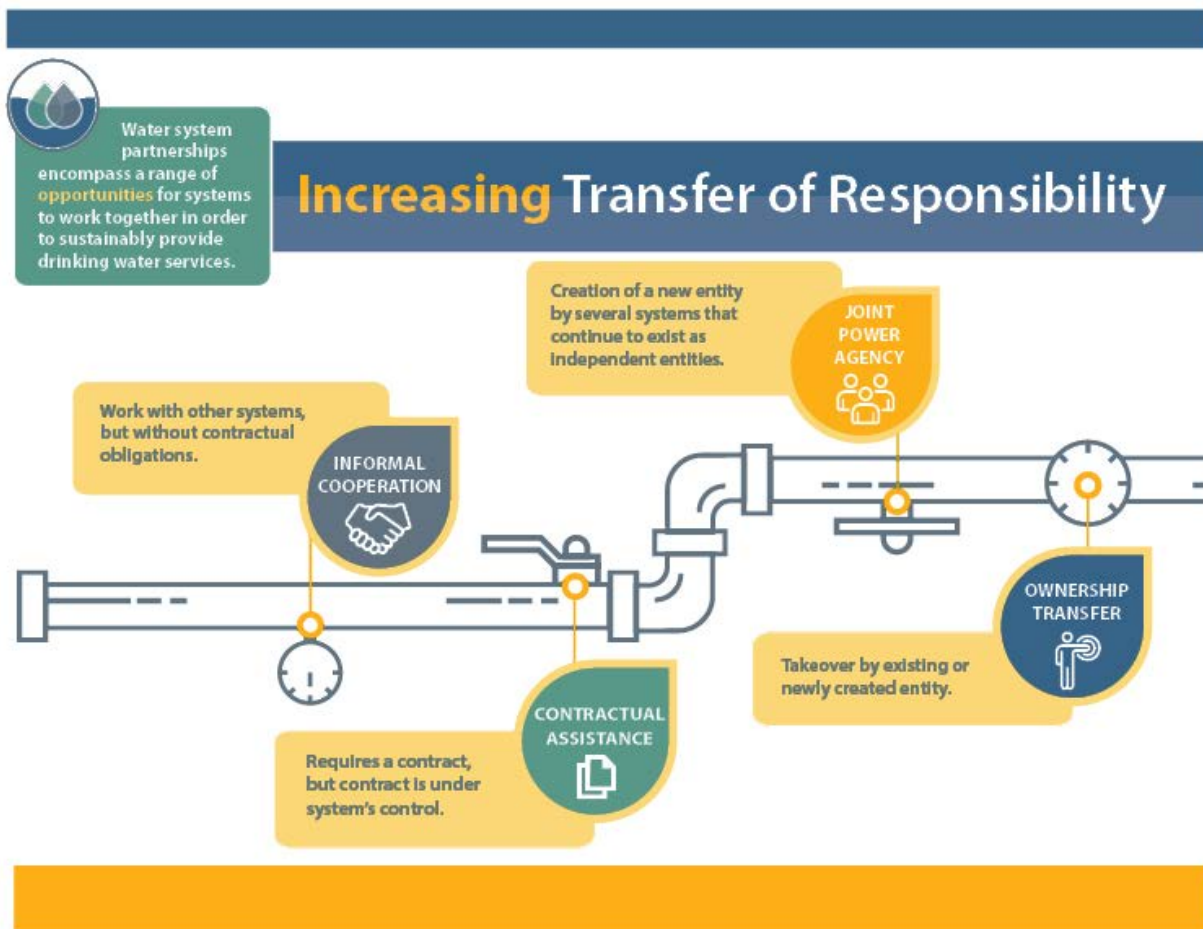 Water system
partnerships
encompass a range of
opportunities for systems
to work together in order
to sustainably provide
drinking water services.
Increasing Transfer of Responsibility
Work with other systems,
but without contractual
obligations.
INFORMAL
COOPERATION
Requires a contract,
but contract is under
system's control.
CONTRACTUAL
ASSISTANCE
Creation of a new entity
by several systems that
continue to exist as
independent entities.
JOINT
POWER
AGENCY
Takeover by existing or
newly created entity.
OWNERSHIP
TRANSFER